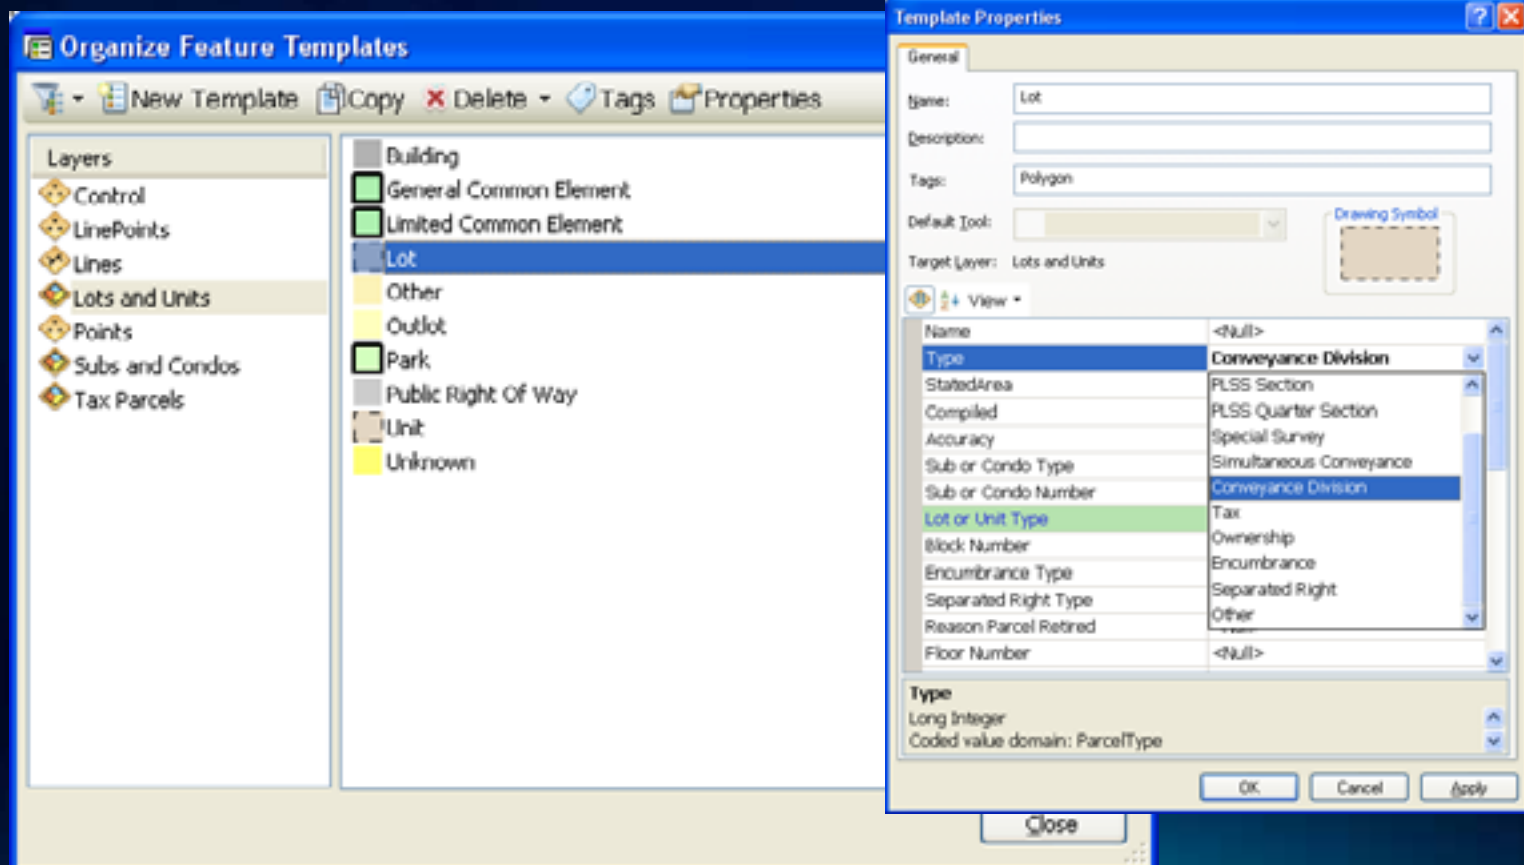 Organize Feature Templates
New Template Copy Delete Tags Properties
Layers
Control
LinePoints
Lines
Lots and Units
Points
Subs and Condos
Tax Parcels
Building
General Common Element
Limited Common Element
Lot
Other
Outlot
Park
Public Right Of Way
Unit
Unknown
Close
Template Properties
General
Name: Lot
Description:
Tags: Polygon
Default Tool:
Drawing Symbol
Target Layer: Lots and Units
View
Name <Null>
Type Conveyance Division
StatedArea
Compiled
Accuracy
Sub or Condo Type
Sub or Condo Number
Lot or Unit Type
Block Number
Encumbrance Type
Separated Right Type
Reason Parcel Retired
Floor Number <Null>
PLSS Section
PLSS Quarter Section
Special Survey
Simultaneous Conveyance
Conveyance Division
Tax
Ownership
Encumbrance
Separated Right
Other
Type
Long Integer
Coded value domain: ParcelType
OK Cancel Apply